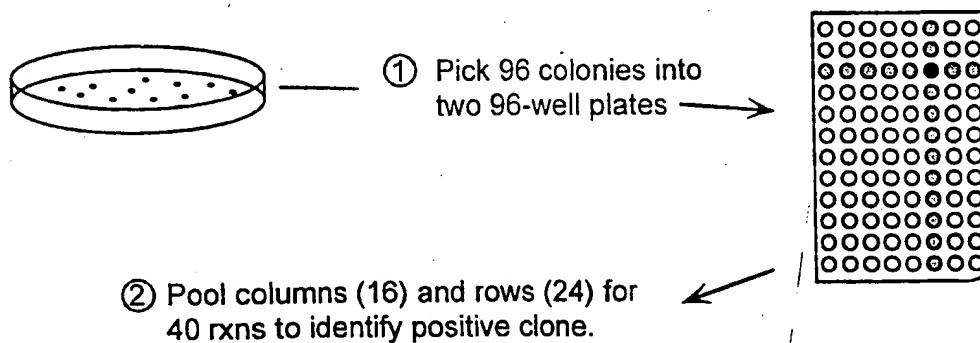 ① Pick 96 colonies into
two 96-well plates
② Pool columns (16) and rows (24) for
40 rxns to identify positive clone.